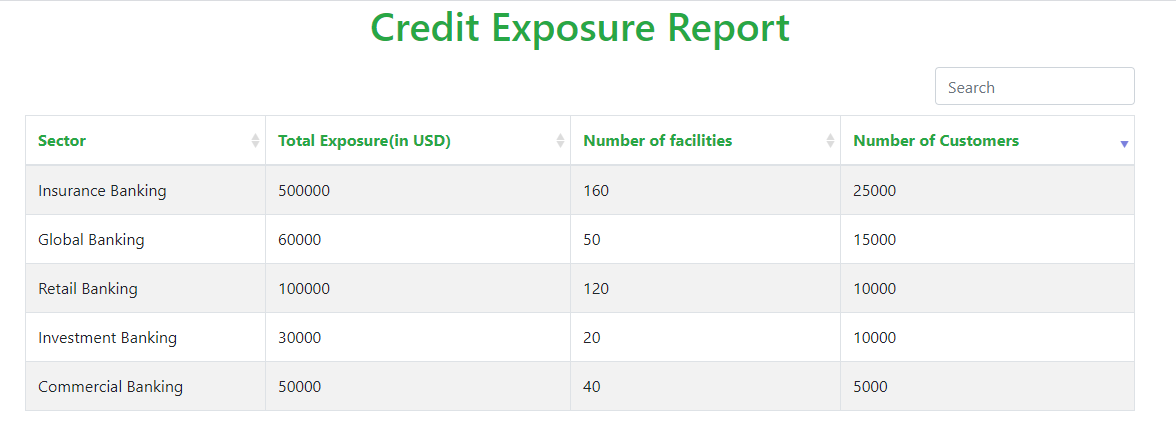 Credit Exposure Report
Search
Sector Total Exposure(in USD) Number of facilities Number of Customers
Insurance Banking 500000 160 25000
Global Banking 60000 50 15000
Retail Banking 100000 120 10000
Investment Banking 30000 20 10000
Commercial Banking 50000 40 5000